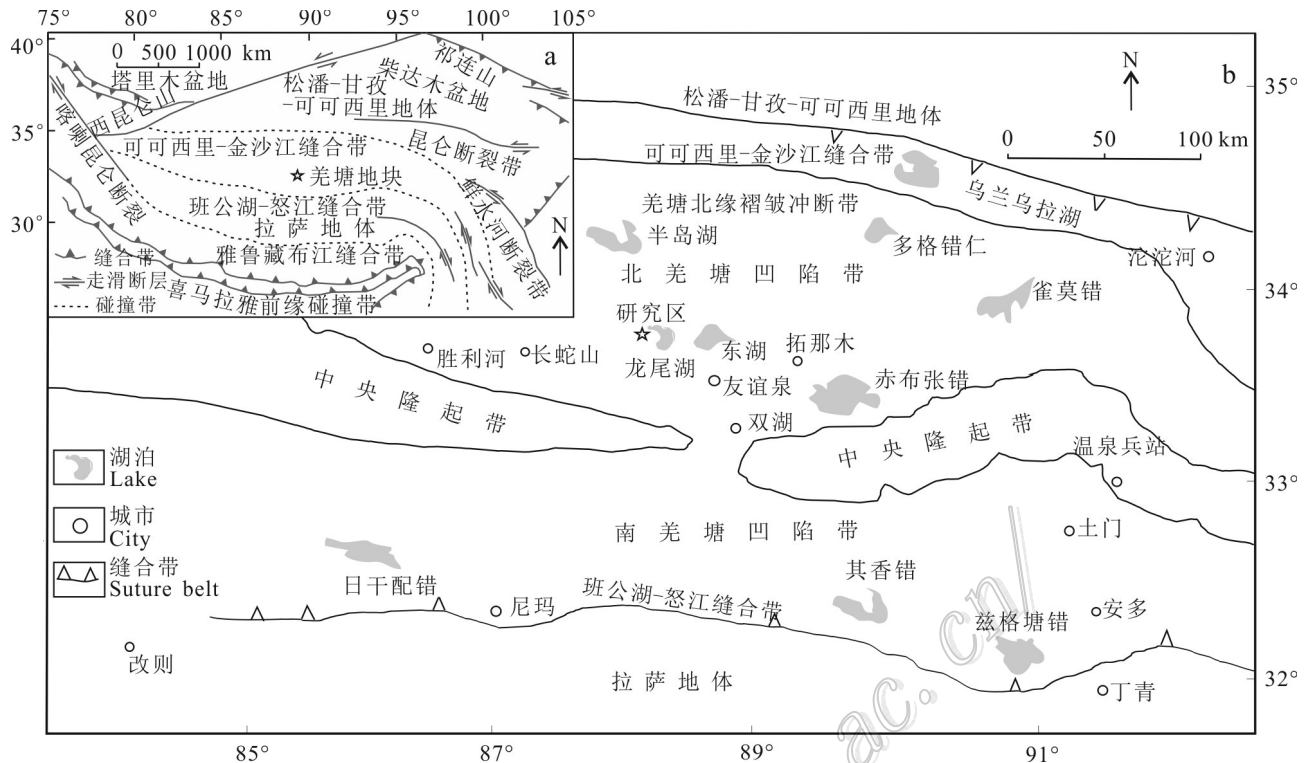 75° 80° 85° 90° 95° 100° 105°
40°
35°
30°
0 500 1000 km
a
祁连山
塔里木盆地
松潘-甘孜
-可可西里地体
柴达木盆地
西昆仑山
喀喇昆仑断裂
可可西里-金沙江缝合带
昆仑断裂带
羌塘地块
鲜水河断裂带
班公湖-怒江缝合带
拉萨地体
N
雅鲁藏布江缝合带
喜马拉雅前缘碰撞带
缝合带
走滑断层
碰撞带
b
N
0 50 100 km
35°
34°
33°
32°
松潘-甘孜-可可西里地体
可可西里-金沙江缝合带
乌兰乌拉湖
羌塘北缘褶皱冲断带
半岛湖
多格错仁
沱沱河
北羌塘凹陷带
雀莫错
研究区
龙尾湖
东湖
拓那木
胜利河
长蛇山
友谊泉
赤布张错
双湖
中央隆起带
中央隆起带
温泉兵站
湖泊
Lake
城市
City
缝合带
Suture belt
南羌塘凹陷带
土门
日干配错
其香错
尼玛
班公湖-怒江缝合带
兹格塘错
安多
改则
拉萨地体
丁青
ac.cn/
85° 87° 89° 91°